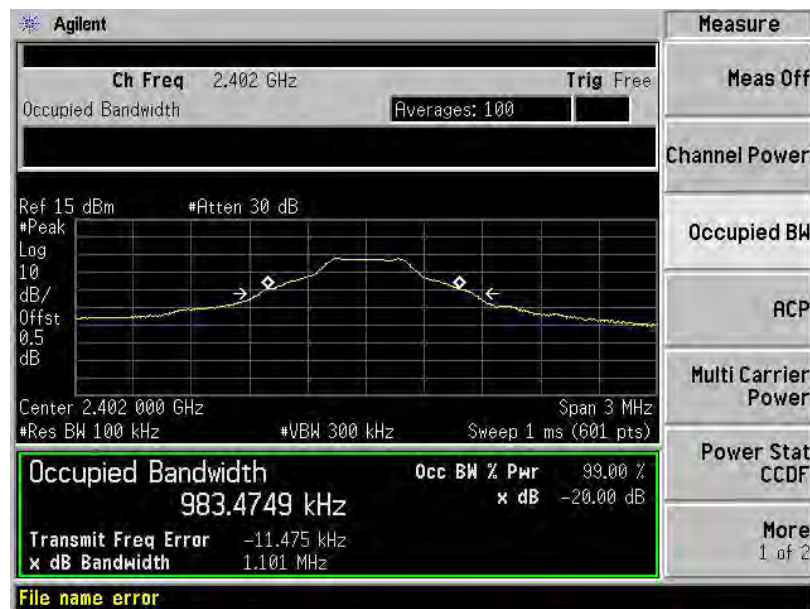 Agilent
Measure
Ch Freq 2.402 GHz Trig Free
Occupied Bandwidth Averages: 100
Meas Off
Channel Power
Occupied BW
ACP
Multi Carrier
Power
Power Stat
CCDF
More
1 of 2
Ref 15 dBm #Atten 30 dB
#Peak
Log
10
dB/
Offst
0.5
dB
Center 2.402 000 GHz Span 3 MHz
#Res BW 100 kHz #VBW 300 kHz Sweep 1 ms (601 pts)
Occupied Bandwidth Occ BW % Pwr 99.00 %
983.4749 kHz x dB -20.00 dB
Transmit Freq Error -11.475 kHz
x dB Bandwidth 1.101 MHz
File name error